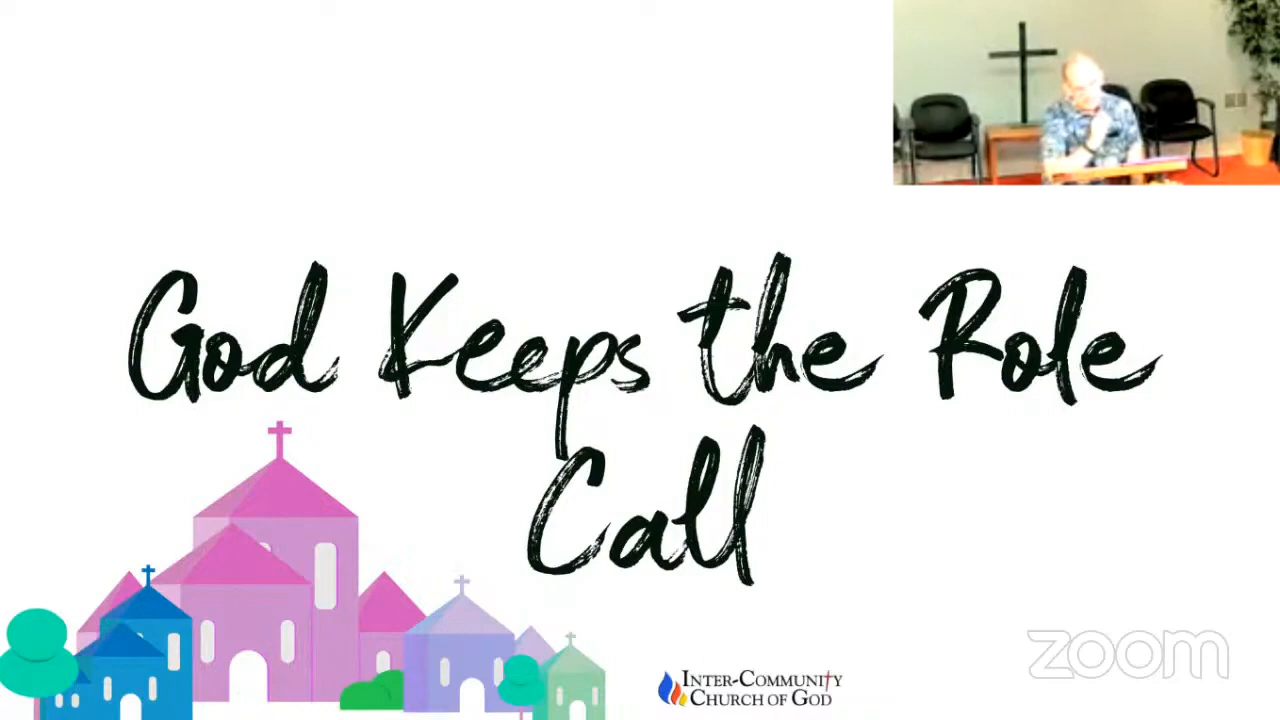 God Keeps the Role
Call
INTER-COMMUNITY
CHURCH OF GOD
zoom